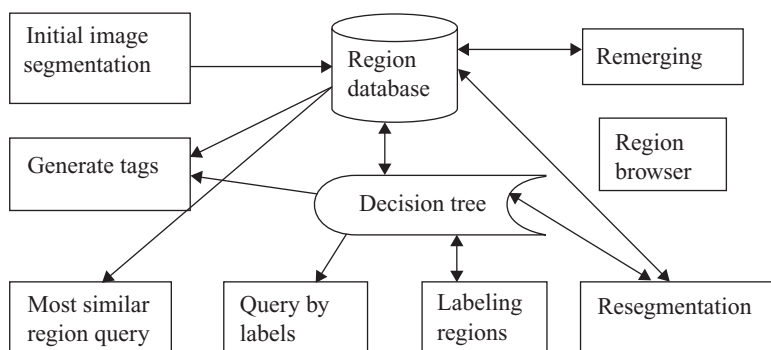 Initial image
segmentation
Region
database
Remerging
Generate tags
Region
browser
Decision tree
Most similar
region query
Query by
labels
Labeling
regions
Resegmentation